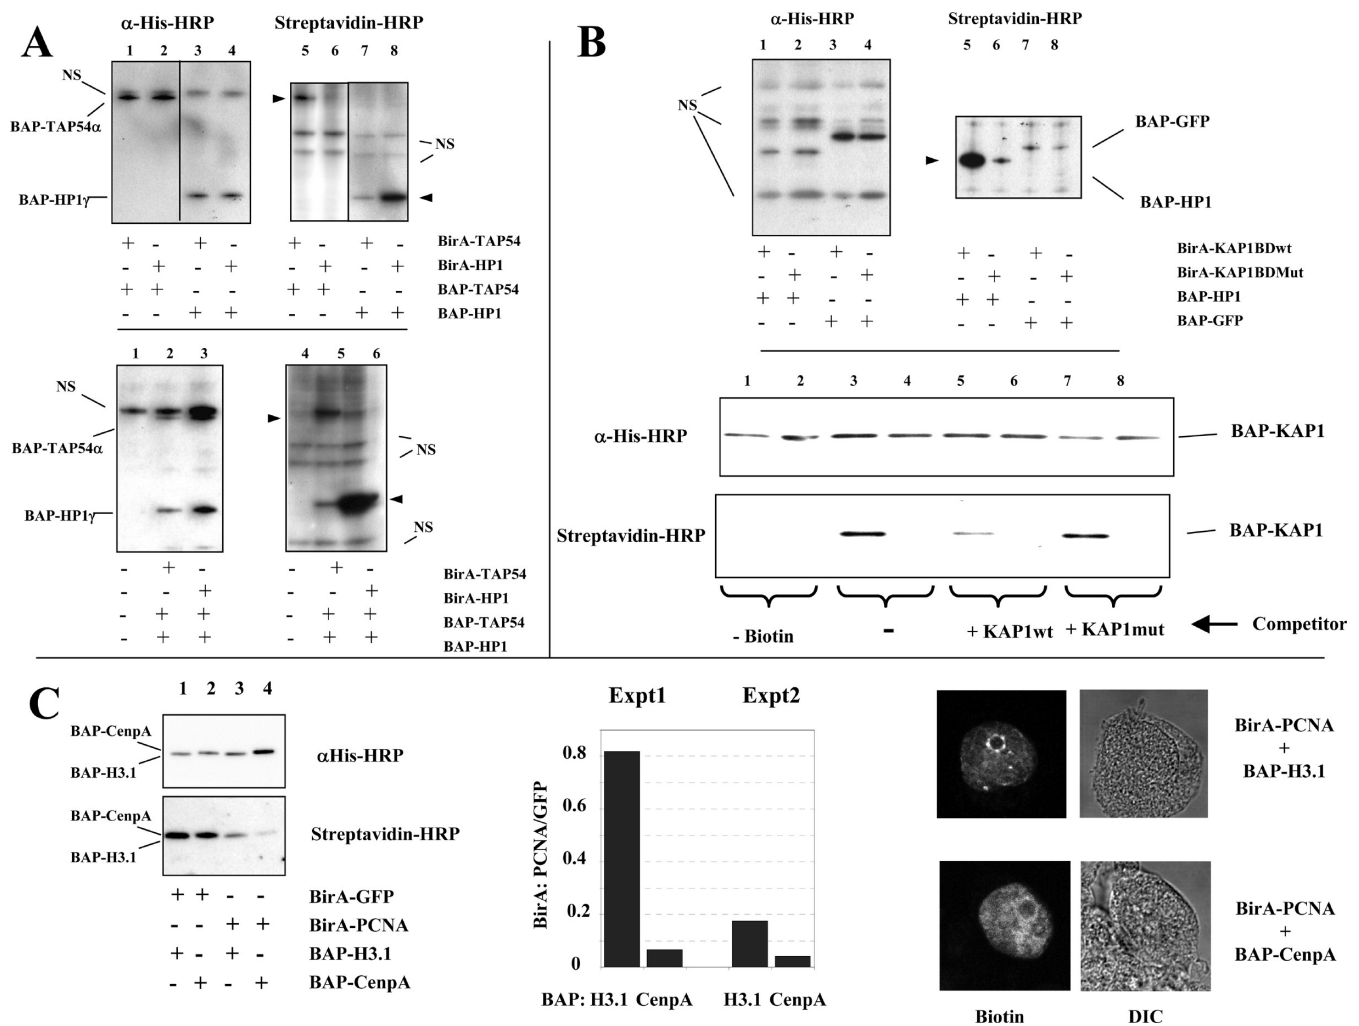 A
α-His-HRP
Streptavidin-HRP
1 2 3 4 5 6 7 8
NS
BAP-TAP54α
BAP-HP1γ
NS
+ - + - + - + - BirA-TAP54
- + - + - + - + BirA-HP1
+ + - - + + - - BAP-TAP54
- - + + - - + + BAP-HP1
1 2 3 4 5 6
NS
BAP-TAP54α
BAP-HP1γ
NS
NS
- + - - + - BirA-TAP54
- - + - - + BirA-HP1
- + + - + + BAP-TAP54
- + + - + + BAP-HP1
B
α-His-HRP
Streptavidin-HRP
1 2 3 4 5 6 7 8
NS
BAP-GFP
BAP-HP1
+ - + - + - + - BirA-KAP1BDwt
- + - + - + - + BirA-KAP1BDMut
+ + - - + + - - BAP-HP1
- - + + - - + + BAP-GFP
1 2 3 4 5 6 7 8
α-His-HRP
BAP-KAP1
Streptavidin-HRP
BAP-KAP1
- Biotin - + KAP1wt + KAP1mut Competitor
C
1 2 3 4
BAP-CenpA
BAP-H3.1
αHis-HRP
BAP-CenpA
BAP-H3.1
Streptavidin-HRP
+ + - - BirA-GFP
- - + + BirA-PCNA
+ - + - BAP-H3.1
- + - + BAP-CenpA
Expt1 Expt2
BirA: PCNA/GFP
0.8
0.6
0.4
0.2
0
BAP: H3.1 CenpA H3.1 CenpA
BirA-PCNA
+
BAP-H3.1
BirA-PCNA
+
BAP-CenpA
Biotin DIC